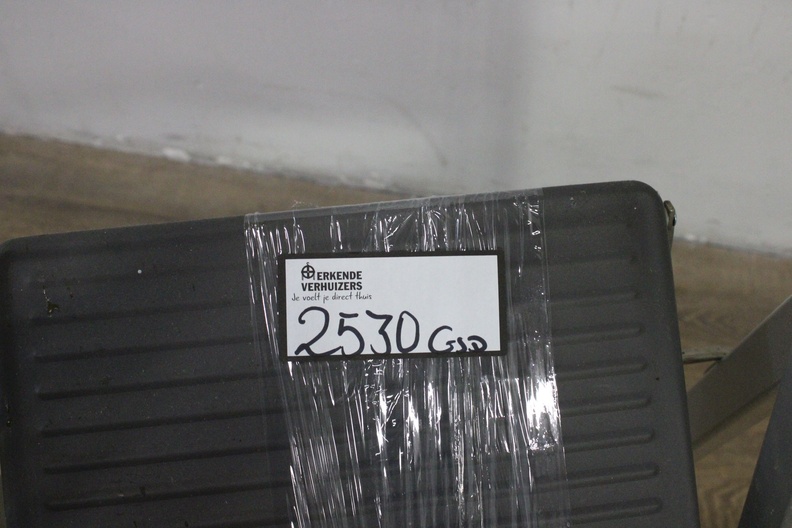 ERKENDE
VERHUIZERS
Je voelt je direct thuis
2530 GSD